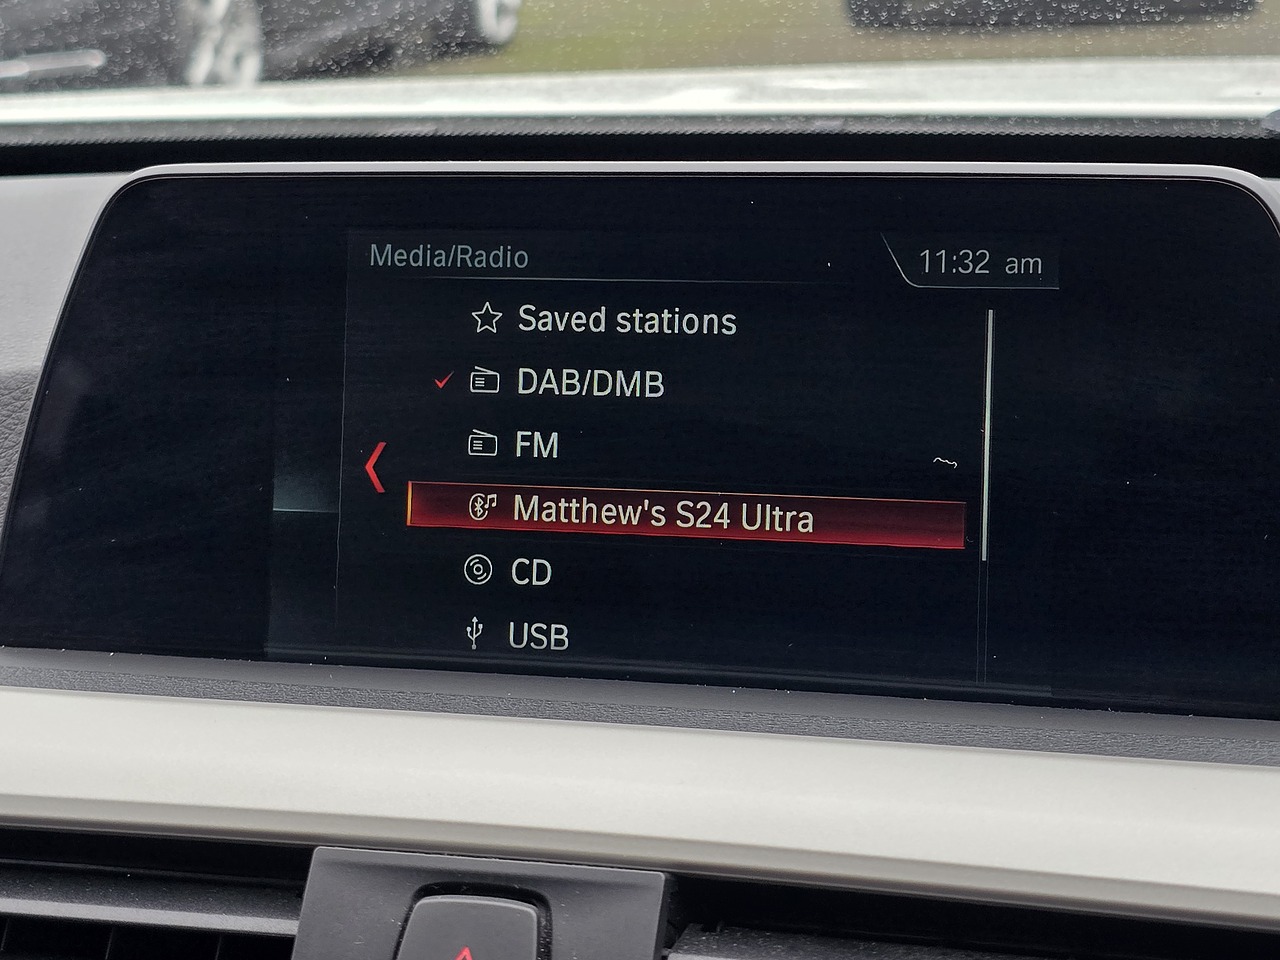 Media/Radio
11:32 am
Saved stations
DAB/DMB
FM
Matthew's S24 Ultra
CD
USB